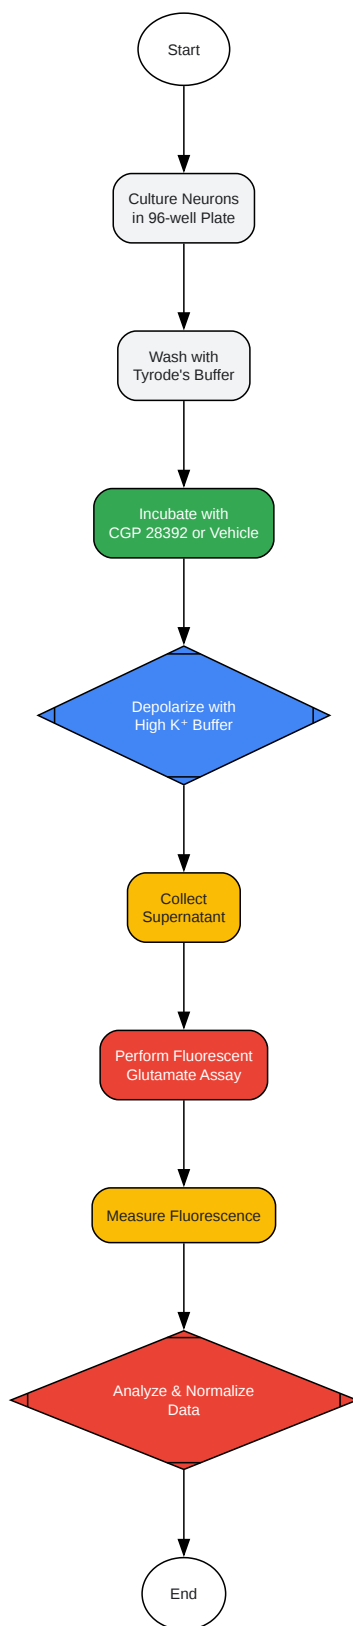 Start
Culture Neurons
in 96-well Plate
Wash with
Tyrode's Buffer
Incubate with
CGP 28392 or Vehicle
Depolarize with
High K⁺ Buffer
Collect
Supernatant
Perform Fluorescent
Glutamate Assay
Measure Fluorescence
Analyze & Normalize
Data
End